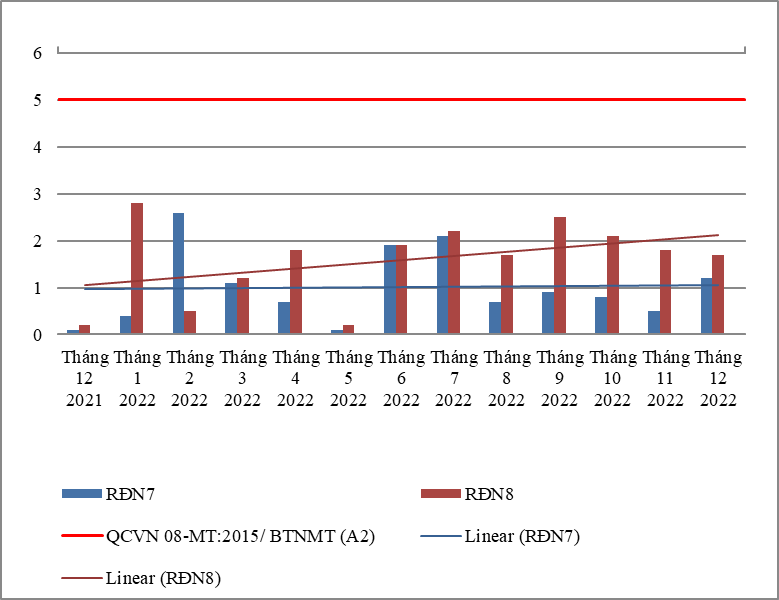 6
5
4
3
2
1
0
Tháng Tháng Tháng Tháng Tháng Tháng Tháng Tháng Tháng Tháng Tháng Tháng Tháng
12 1 2 3 4 5 6 7 8 9 10 11 12
2021 2022 2022 2022 2022 2022 2022 2022 2022 2022 2022 2022 2022
RĐN7 RĐN8
QCVN 08-MT:2015/ BTNMT (A2) Linear (RĐN7)
Linear (RĐN8)